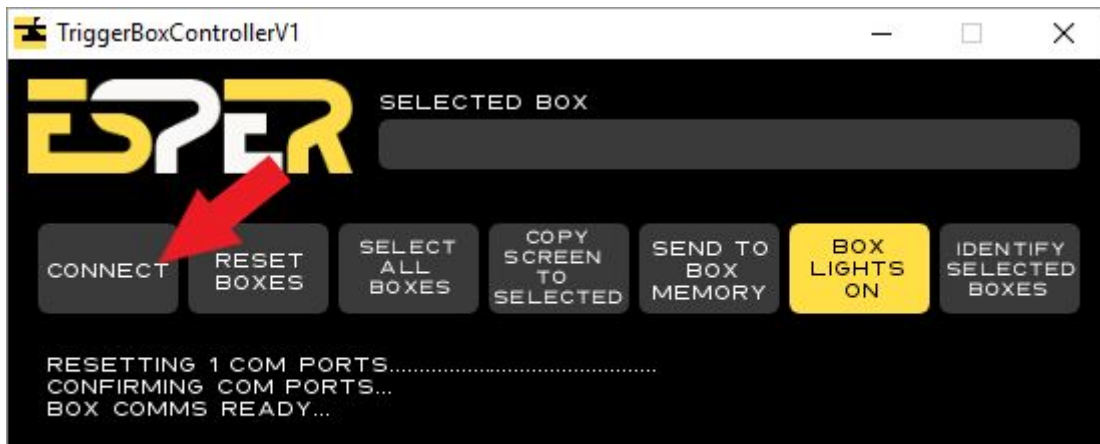 TriggerBoxControllerV1
ESPER
SELECTED BOX
CONNECT
RESET
BOXES
SELECT
ALL
BOXES
COPY
SCREEN
TO
SELECTED
SEND TO
BOX
MEMORY
BOX
LIGHTS
ON
IDENTIFY
SELECTED
BOXES
RESETTING 1 COM PORTS.............................................
CONFIRMING COM PORTS...
BOX COMMS READY...